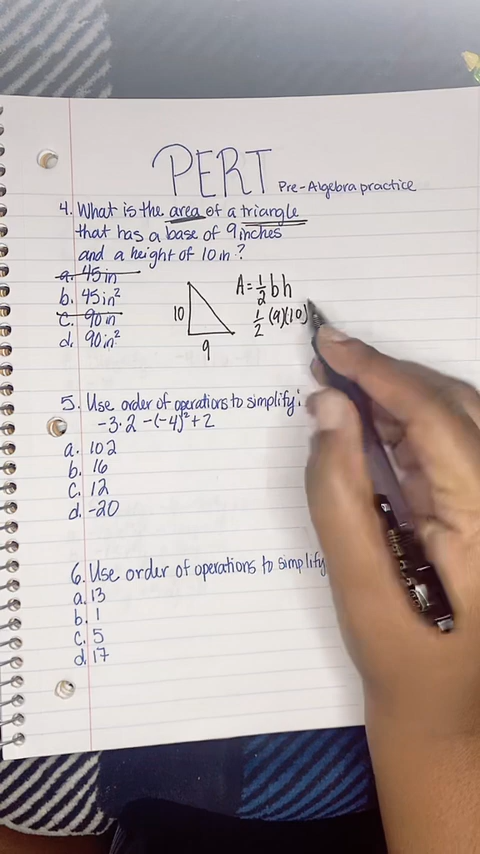 PERT Pre-Algebra practice
4. What is the area of a triangle
that has a base of 9 inches
and a height of 10 in?
a. 45 in
b. 45 in²
c. 90 in
d. 90 in²
10
9
A = 1/2 bh
1/2 (9)(10)
5. Use order of operations to simplify:
-3·2 -(-4)² + 2
a. 102
b. 16
c. 12
d. -20
6. Use order of operations to simplify
a. 13
b. 1
c. 5
d. 17